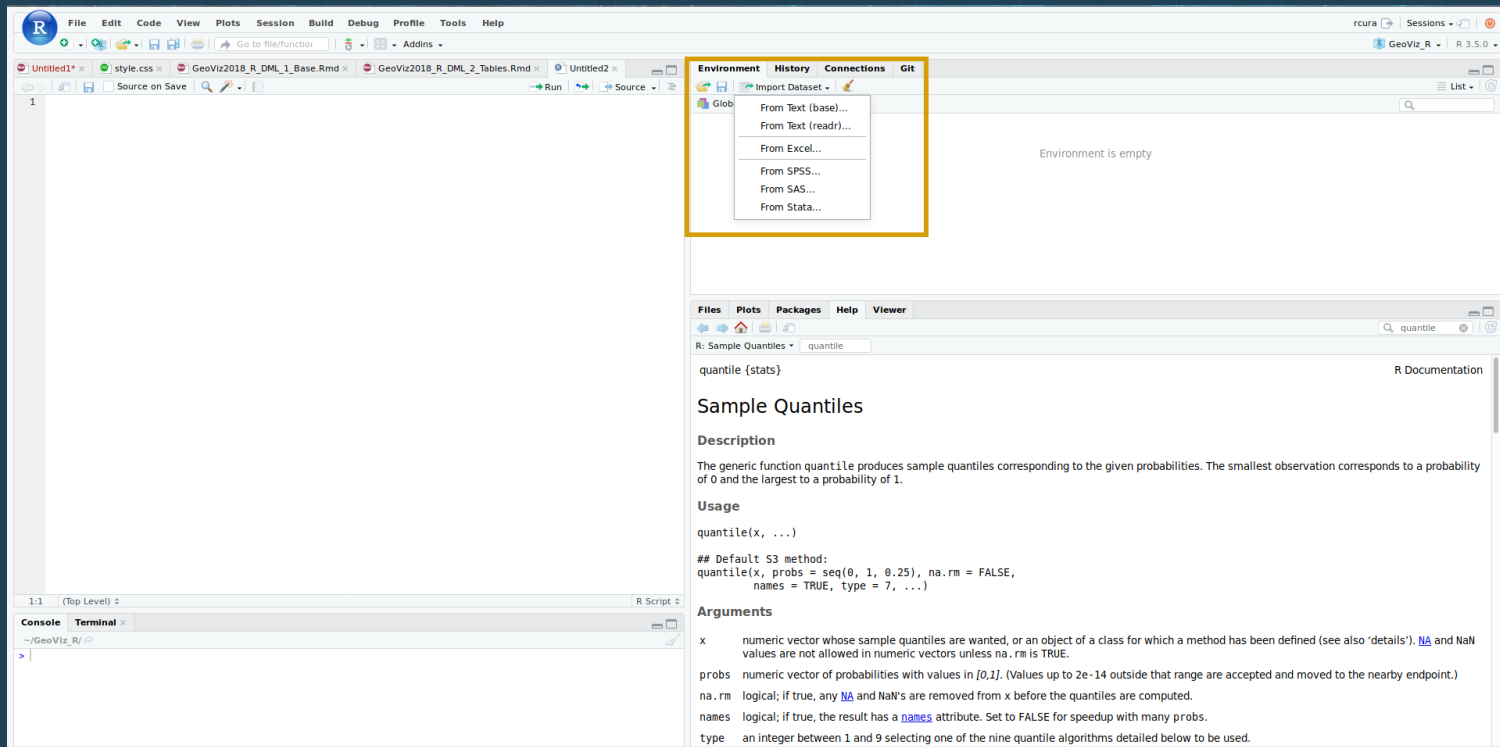 R
File Edit Code View Plots Session Build Debug Profile Tools Help
rcura Sessions
Go to file/function Addins
GeoViz_R R 3.5.0
Untitled1* style.css GeoViz2018_R_DML_1_Base.Rmd GeoViz2018_R_DML_2_Tables.Rmd Untitled2
Source on Save Run Source
1
1:1 (Top Level) R Script
Console Terminal
~/GeoViz_R/
>
Environment History Connections Git
Import Dataset List
Glob
From Text (base)...
From Text (readr)...
From Excel...
From SPSS...
From SAS...
From Stata...
Environment is empty
Files Plots Packages Help Viewer
quantile
R: Sample Quantiles quantile
quantile {stats} R Documentation
Sample Quantiles
Description
The generic function quantile produces sample quantiles corresponding to the given probabilities. The smallest observation corresponds to a probability
of 0 and the largest to a probability of 1.
Usage
quantile(x, ...)
## Default S3 method:
quantile(x, probs = seq(0, 1, 0.25), na.rm = FALSE,
names = TRUE, type = 7, ...)
Arguments
x numeric vector whose sample quantiles are wanted, or an object of a class for which a method has been defined (see also ‘details’). NA and NaN
values are not allowed in numeric vectors unless na.rm is TRUE.
probs numeric vector of probabilities with values in [0,1]. (Values up to 2e-14 outside that range are accepted and moved to the nearby endpoint.)
na.rm logical; if true, any NA and NaN's are removed from x before the quantiles are computed.
names logical; if true, the result has a names attribute. Set to FALSE for speedup with many probs.
type an integer between 1 and 9 selecting one of the nine quantile algorithms detailed below to be used.